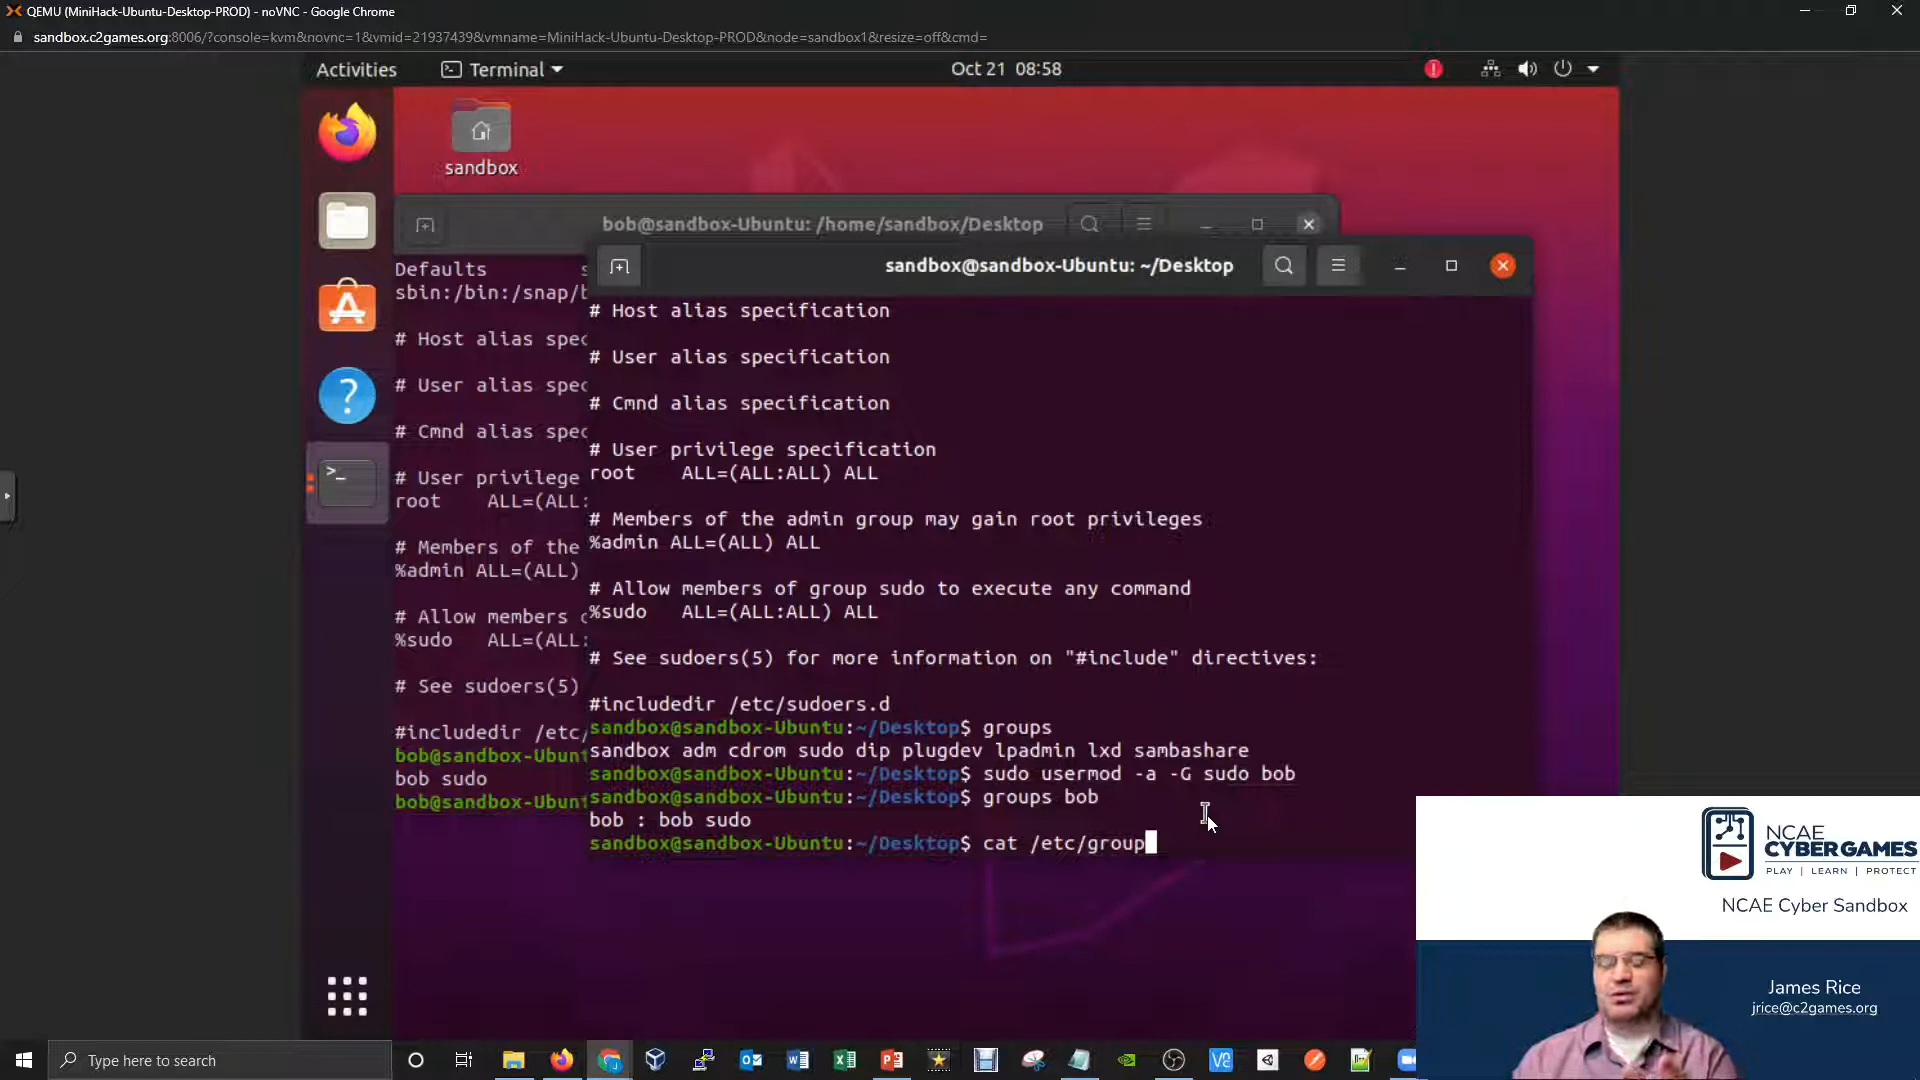 QEMU (MiniHack-Ubuntu-Desktop-PROD) - noVNC - Google Chrome
sandbox.c2games.org:8006/?console=kvm&novnc=1&vmid=21937439&vmname=MiniHack-Ubuntu-Desktop-PROD&node=sandbox1&resize=off&cmd=
Activities
Terminal
Oct 21 08:58
sandbox
bob@sandbox-Ubuntu: /home/sandbox/Desktop
sandbox@sandbox-Ubuntu: ~/Desktop
Defaults
sbin:/bin:/snap/b
# Host alias spec
# User alias spec
# Cmnd alias spec
# User privilege
root    ALL=(ALL:
# Members of the
%admin ALL=(ALL)
# Allow members o
%sudo   ALL=(ALL:
# See sudoers(5)
#includedir /etc/
bob@sandbox-Ubunt
bob sudo
bob@sandbox-Ubunt
# Host alias specification
# User alias specification
# Cmnd alias specification
# User privilege specification
root    ALL=(ALL:ALL) ALL
# Members of the admin group may gain root privileges
%admin ALL=(ALL) ALL
# Allow members of group sudo to execute any command
%sudo   ALL=(ALL:ALL) ALL
# See sudoers(5) for more information on "#include" directives:
#includedir /etc/sudoers.d
sandbox@sandbox-Ubuntu:~/Desktop$ groups
sandbox adm cdrom sudo dip plugdev lpadmin lxd sambashare
sandbox@sandbox-Ubuntu:~/Desktop$ sudo usermod -a -G sudo bob
sandbox@sandbox-Ubuntu:~/Desktop$ groups bob
bob : bob sudo
sandbox@sandbox-Ubuntu:~/Desktop$ cat /etc/group
NCAE
CYBERGAMES
PLAY | LEARN | PROTECT
NCAE Cyber Sandbox
James Rice
jrice@c2games.org
Type here to search